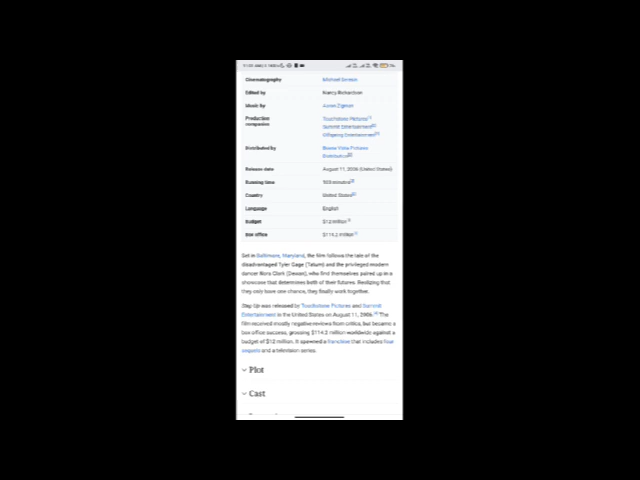 Cinematography Michael Seresin
Edited by Nancy Richardson
Music by Aaron Zigman
Production Touchstone Pictures
companies Summit Entertainment
Offspring Entertainment
Distributed by Buena Vista Pictures
Distribution
Release date August 11, 2006 (United States)
Running time 103 minutes
Country United States
Language English
Budget $12 million
Box office $114.2 million
Set in Baltimore, Maryland, the film follows the tale of the
disadvantaged Tyler Gage (Tatum) and the privileged modern
dancer Nora Clark (Dewan), who find themselves paired up in a
showcase that determines both of their futures. Realizing that
they only have one chance, they finally work together.
Step Up was released by Touchstone Pictures and Summit
Entertainment in the United States on August 11, 2006. The
film received mostly negative reviews from critics, but became a
box office success, grossing $114.2 million worldwide against a
budget of $12 million. It spawned a franchise that includes four
sequels and a television series.
Plot
Cast